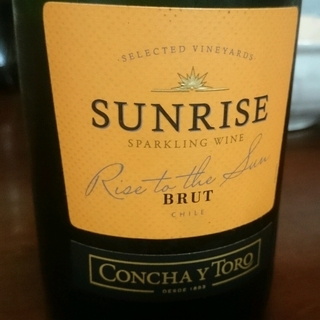 SELECTED VINEYARDS
SUNRISE
SPARKLING WINE
Rise to the Sun
BRUT
CHILE
CONCHA Y TORO
DESDE 1883